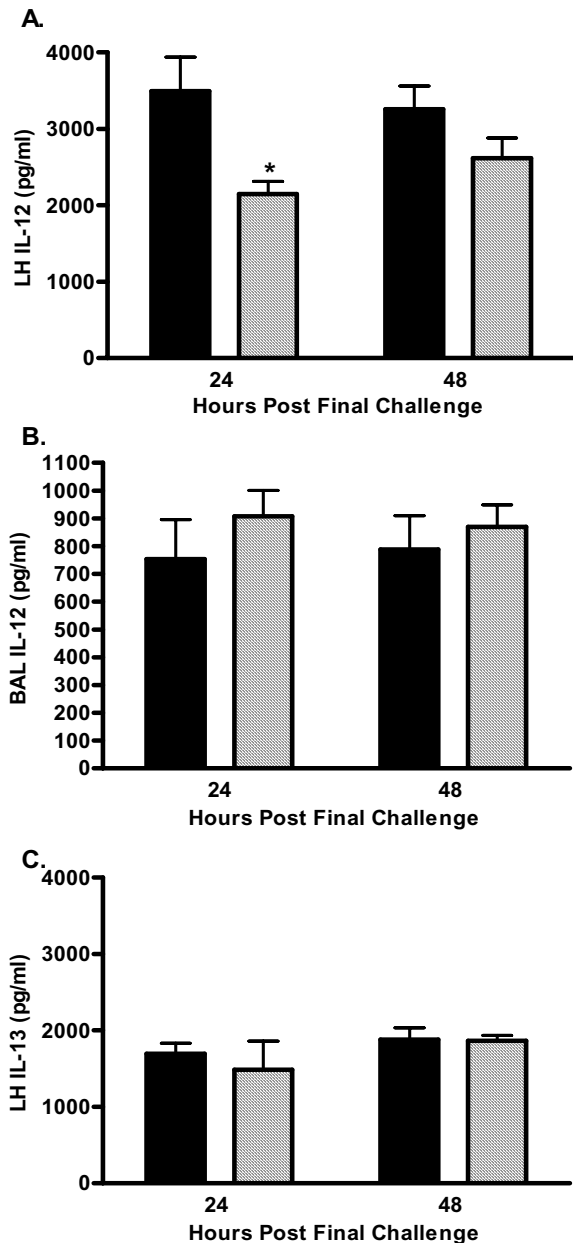 A.
4000
3000
2000
1000
0
LH IL-12 (pg/ml)
*
24 48
Hours Post Final Challenge
B.
1100
1000
900
800
700
600
500
400
300
200
100
0
BAL IL-12 (pg/ml)
24 48
Hours Post Final Challenge
C.
4000
3000
2000
1000
0
LH IL-13 (pg/ml)
24 48
Hours Post Final Challenge